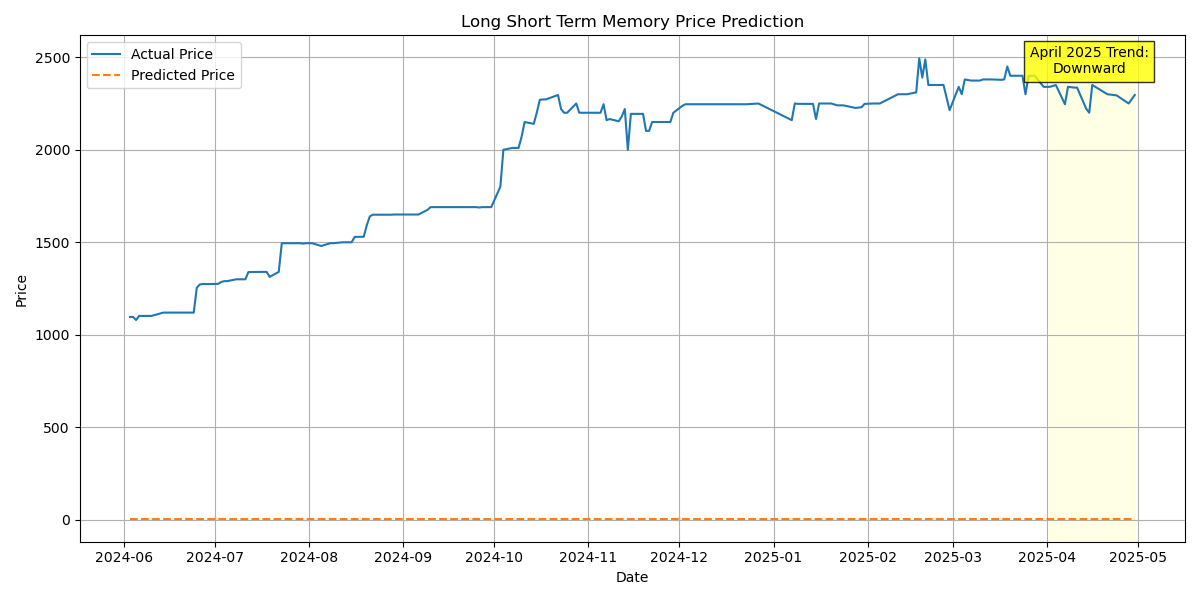 Long Short Term Memory Price Prediction
Actual Price
Predicted Price
April 2025 Trend:
Downward
Price
2500
2000
1500
1000
500
0
2024-06 2024-07 2024-08 2024-09 2024-10 2024-11 2024-12 2025-01 2025-02 2025-03 2025-04 2025-05
Date